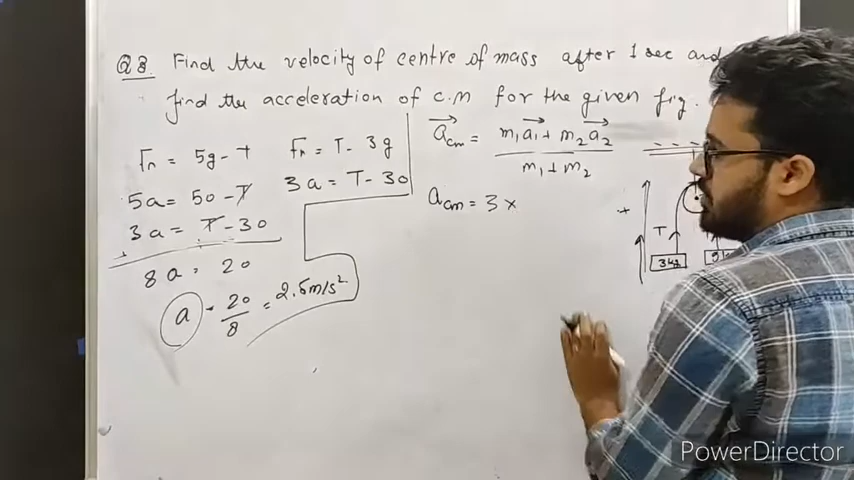 Q3 Find the velocity of centre of mass after 1 sec and
find the acceleration of C.M for the given fig.
Fn = 5g - T
5a = 50 - T
3a = T - 30
8a = 20
a = 20/8 = 2.5m/s²
Fn = T - 3g
3a = T - 30
a⃗cm = m₁a⃗₁ + m₂a⃗₂ / m₁ + m₂
acm = 3 ×
+
T
3kg
PowerDirector